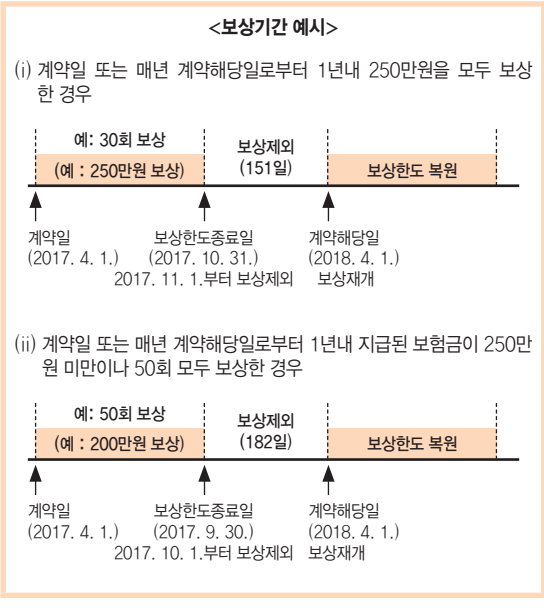 <보상기간 예시>
(i) 계약일 또는 매년 계약해당일로부터 1년내 250만원을 모두 보상
한 경우
예: 30회 보상
(예 : 250만원 보상)
보상제외
(151일)
보상한도 복원
계약일
(2017. 4. 1.)
보상한도종료일
(2017. 10. 31.)
2017. 11. 1.부터 보상제외
계약해당일
(2018. 4. 1.)
보상재개
(ii) 계약일 또는 매년 계약해당일로부터 1년내 지급된 보험금이 250만
원 미만이나 50회 모두 보상한 경우
예: 50회 보상
(예 : 200만원 보상)
보상제외
(182일)
보상한도 복원
계약일
(2017. 4. 1.)
보상한도종료일
(2017. 9. 30.)
2017. 10. 1.부터 보상제외
계약해당일
(2018. 4. 1.)
보상재개